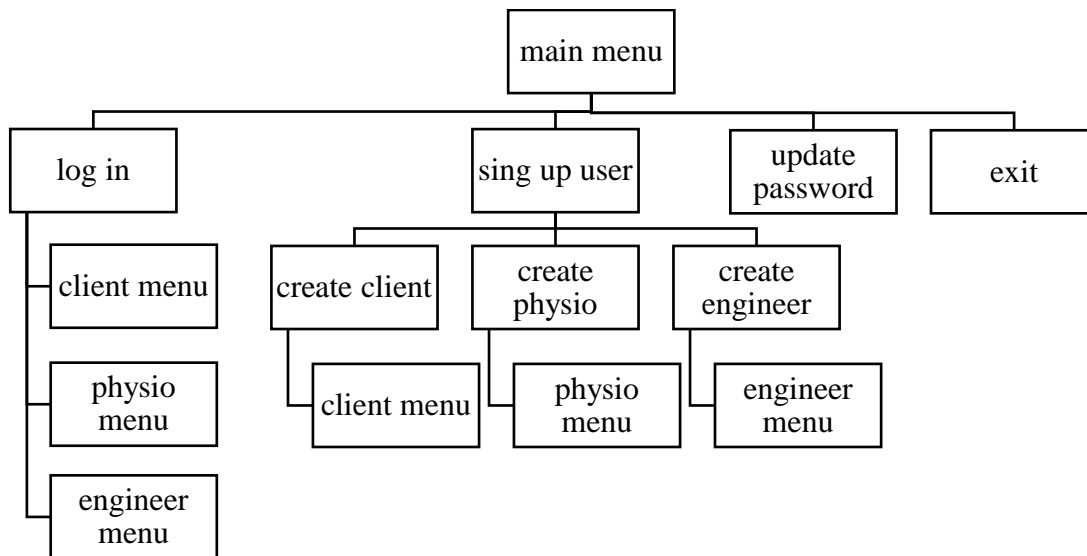 main menu
log in
sing up user
update
password
exit
client menu
physio
menu
engineer
menu
create client
create
physio
create
engineer
client menu
physio
menu
engineer
menu